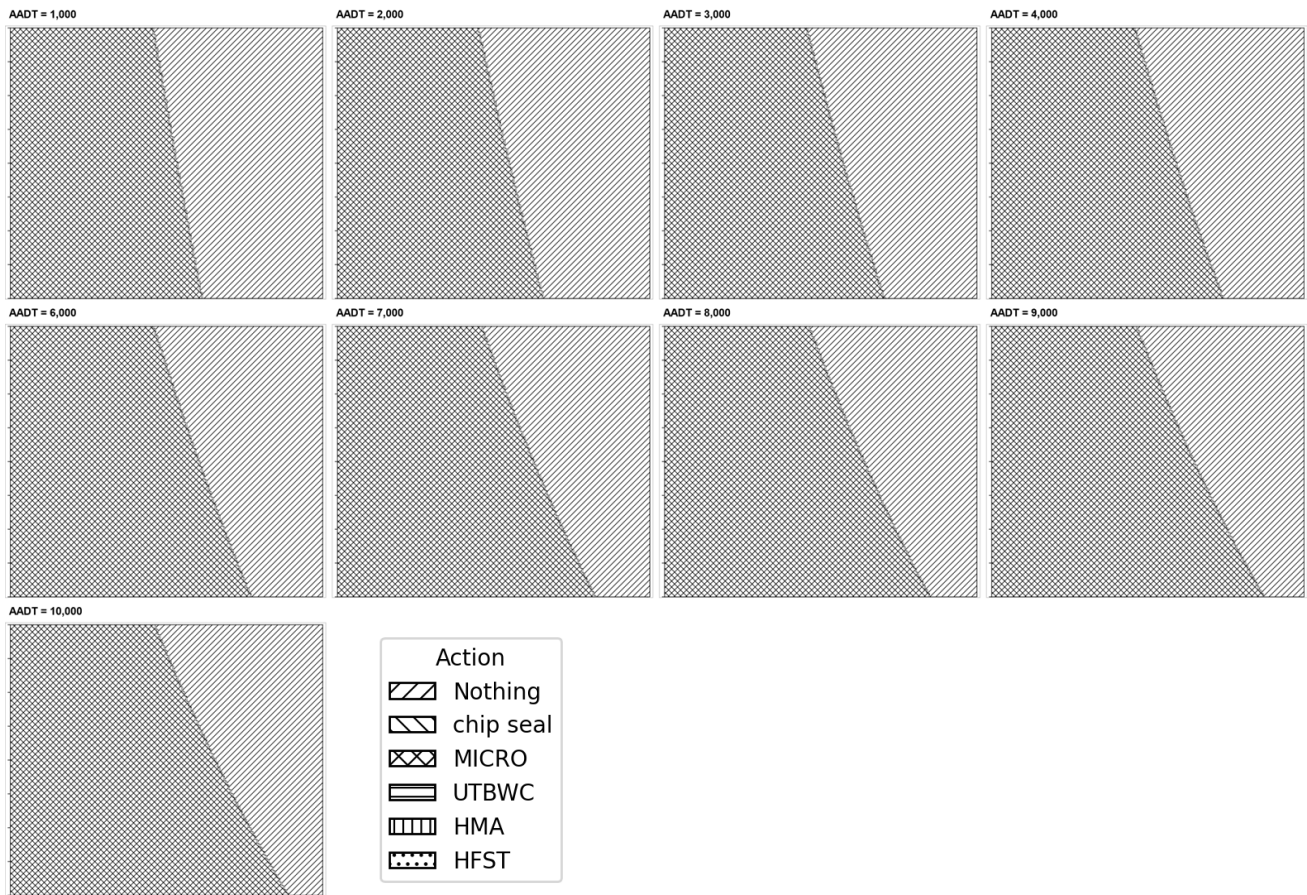 AADT = 1,000
AADT = 2,000
AADT = 3,000
AADT = 4,000
AADT = 6,000
AADT = 7,000
AADT = 8,000
AADT = 9,000
AADT = 10,000
Action
Nothing
chip seal
MICRO
UTBWC
HMA
HFST